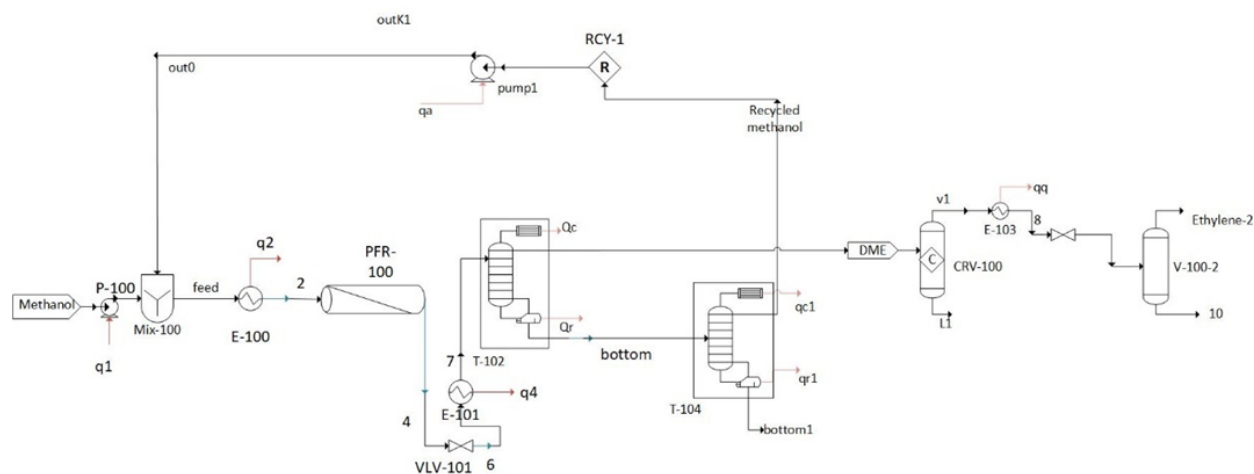 outK1
RCY-1
R
out0
pump1
qa
Recycled
methanol
v1
qq
Qc
8
Ethylene-2
q2
PFR-
100
DME
E-103
C
CRV-100
V-100-2
P-100
feed
2
qc1
Methanol
Mix-100
L1
10
E-100
Qr
bottom
q1
7
T-102
qr1
q4
E-101
T-104
4
bottom1
VLV-101
6